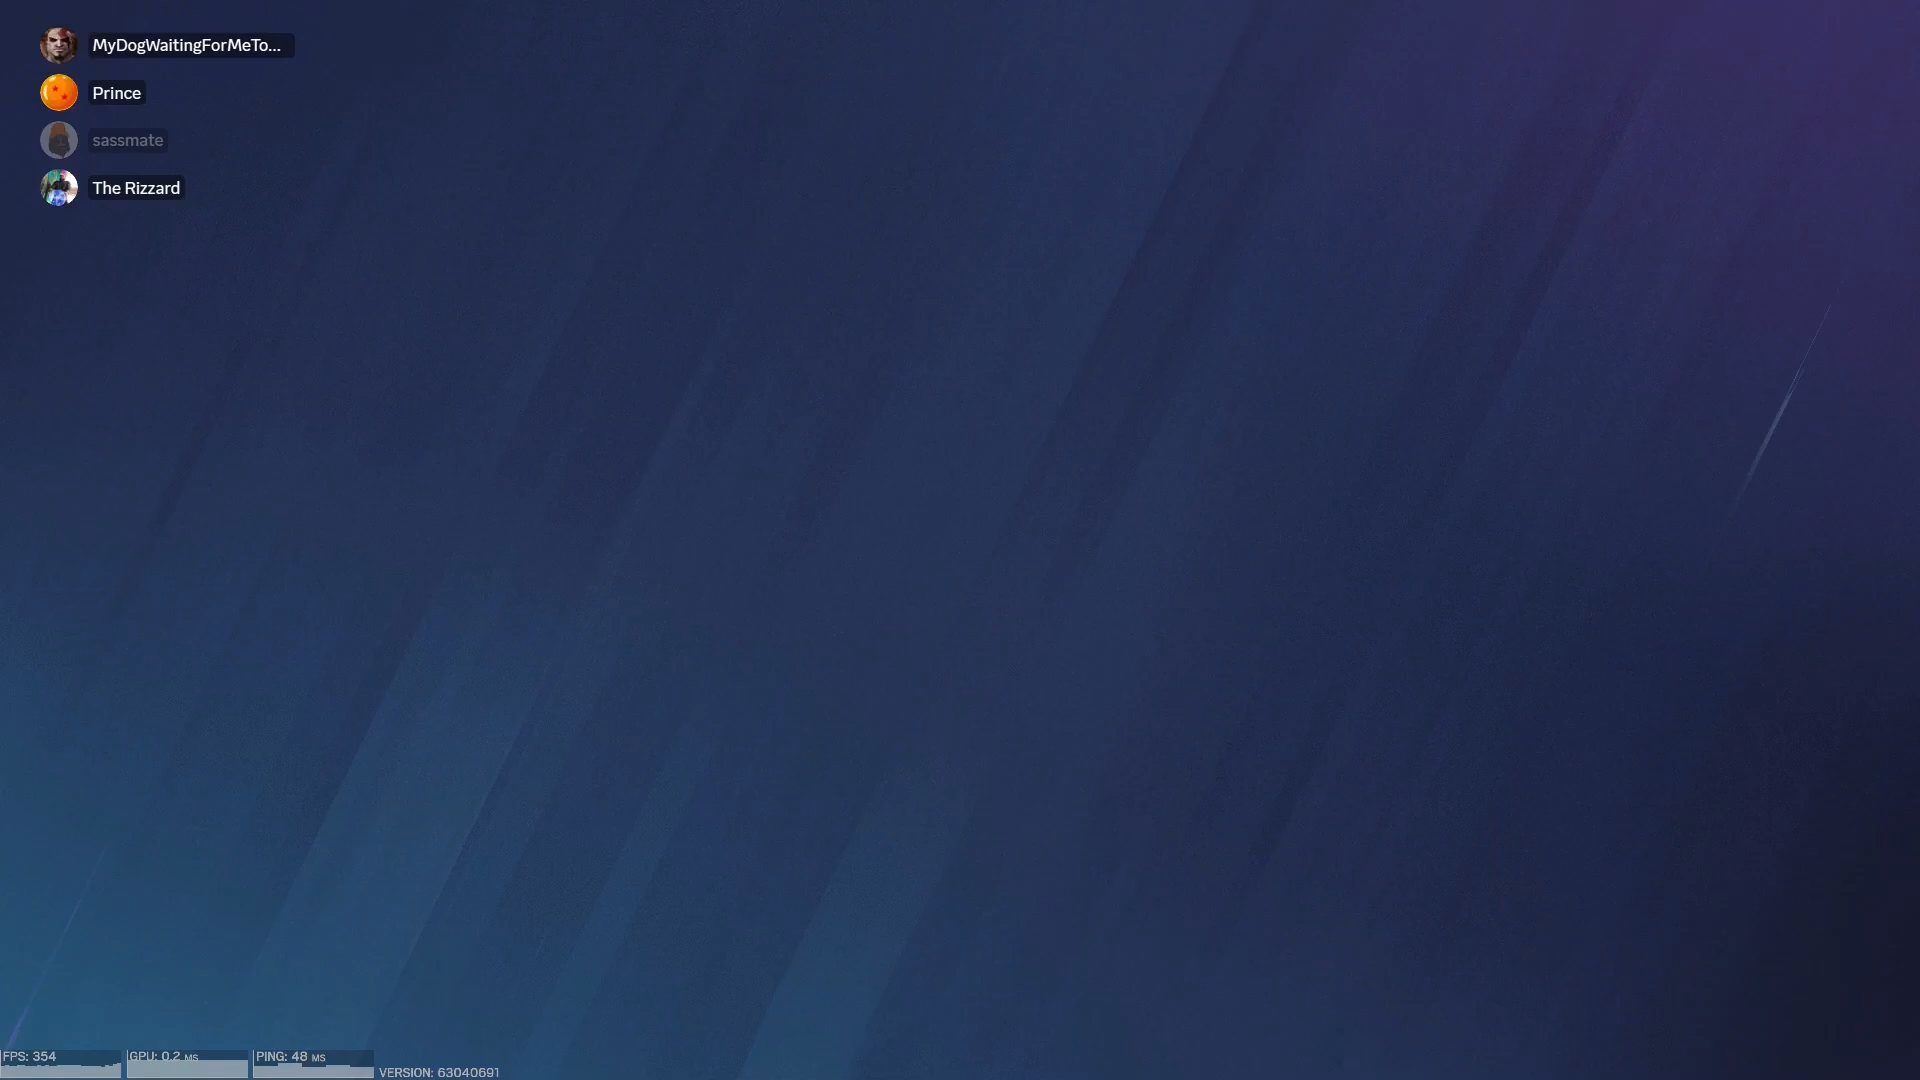 MyDogWaitingForMeTo...
Prince
sassmate
The Rizzard
FPS: 354 GPU: 0.2 MS PING: 48 MS
VERSION: 63040691